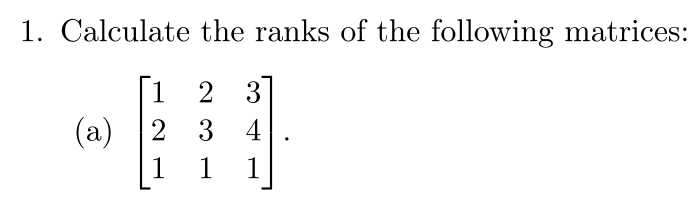 1. Calculate the ranks of the following matrices:
(a) [1 2 3
2 3 4
1 1 1].